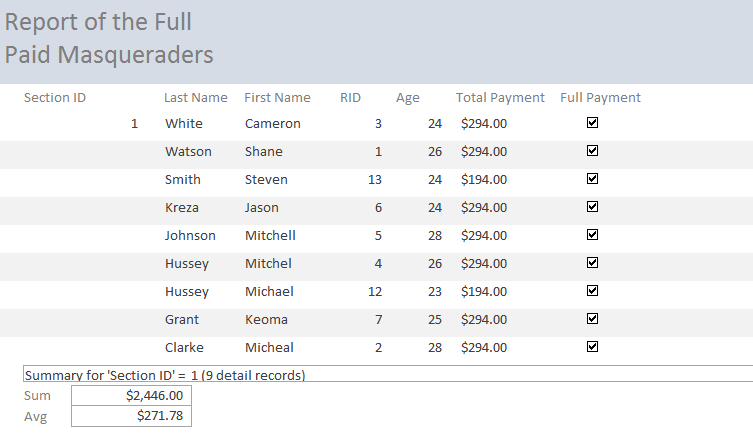 Report of the Full
Paid Masqueraders
Section ID Last Name First Name RID Age Total Payment Full Payment
1 White Cameron 3 24 $294.00
Watson Shane 1 26 $294.00
Smith Steven 13 24 $194.00
Kreza Jason 6 24 $294.00
Johnson Mitchell 5 28 $294.00
Hussey Mitchel 4 26 $294.00
Hussey Michael 12 23 $194.00
Grant Keoma 7 25 $294.00
Clarke Micheal 2 28 $294.00
Summary for 'Section ID' = 1 (9 detail records)
Sum $2,446.00
Avg $271.78